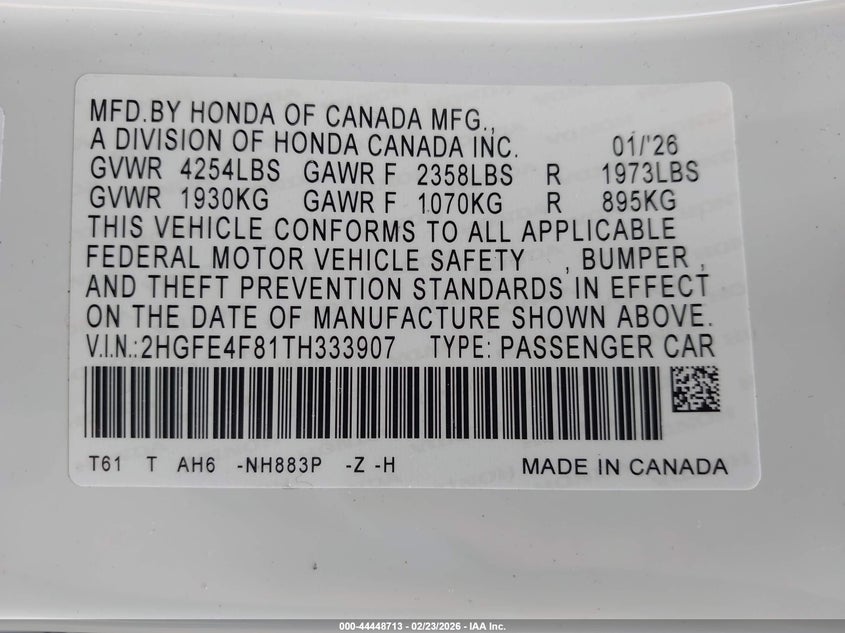 MFD.BY HONDA OF CANADA MFG.,
A DIVISION OF HONDA CANADA INC. 01/'26
GVWR 4254LBS GAWR F 2358LBS R 1973LBS
GVWR 1930KG GAWR F 1070KG R 895KG
THIS VEHICLE CONFORMS TO ALL APPLICABLE
FEDERAL MOTOR VEHICLE SAFETY , BUMPER ,
AND THEFT PREVENTION STANDARDS IN EFFECT
ON THE DATE OF MANUFACTURE SHOWN ABOVE.
V.I.N.:2HGFE4F81TH333907 TYPE: PASSENGER CAR
T61 T AH6 -NH883P -Z -H MADE IN CANADA
000-44448713 - 02/23/2026 - IAA Inc.